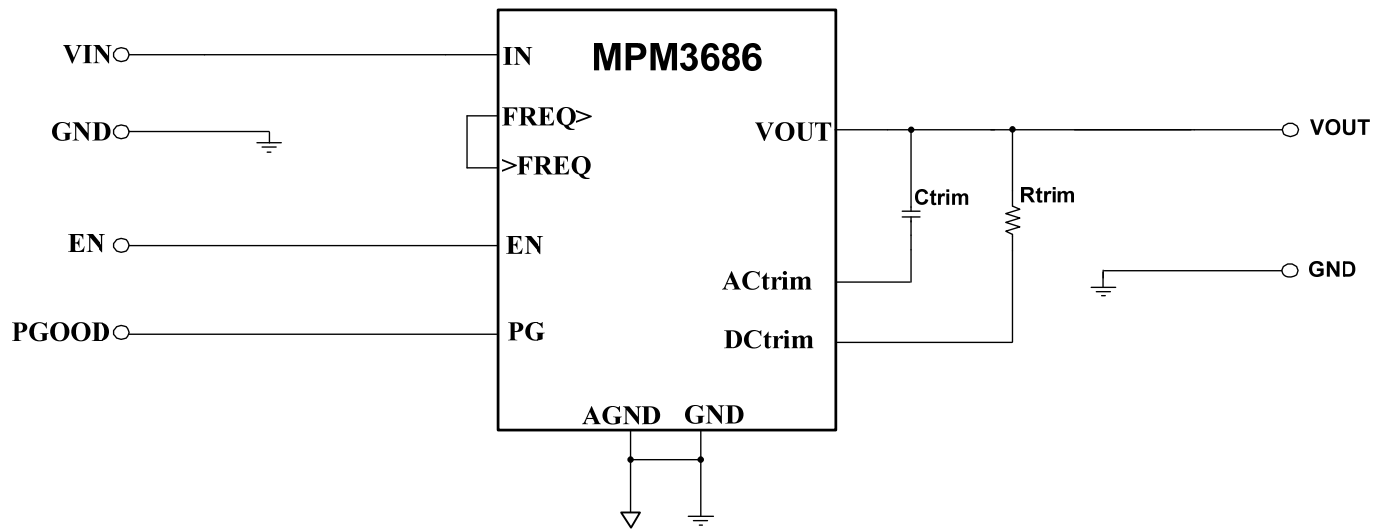 VIN
IN
MPM3686
GND
FREQ>
>FREQ
VOUT
VOUT
Ctrim
Rtrim
EN
EN
ACtrim
GND
PGOOD
PG
DCtrim
AGND
GND